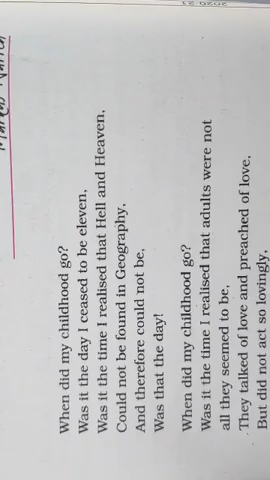 Markus Natten
When did my childhood go?
Was it the day I ceased to be eleven,
Was it the time I realised that Hell and Heaven,
Could not be found in Geography,
And therefore could not be,
Was that the day!
When did my childhood go?
Was it the time I realised that adults were not
all they seemed to be,
They talked of love and preached of love,
But did not act so lovingly,